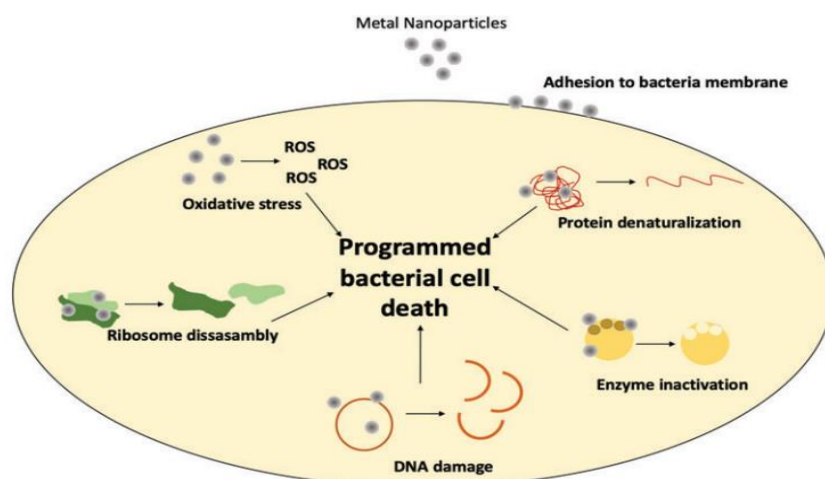 Metal Nanoparticles
Adhesion to bacteria membrane
ROS
ROS
ROS
Oxidative stress
Protein denaturalization
Programmed
bacterial cell
death
Ribosome dissasambly
Enzyme inactivation
DNA damage